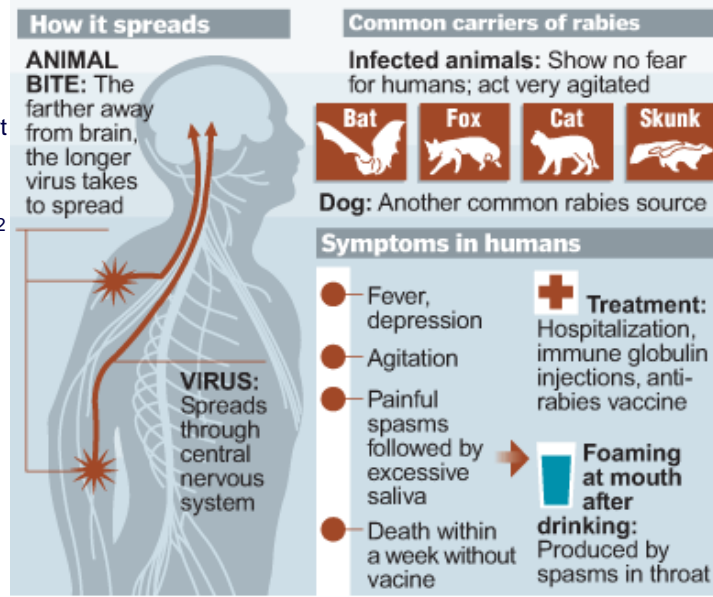 How it spreads
ANIMAL
BITE: The
farther away
from brain,
the longer
virus takes
to spread
t
2
VIRUS:
Spreads
through
central
nervous
system
Common carriers of rabies
Infected animals: Show no fear
for humans; act very agitated
Bat
Fox
Cat
Skunk
Dog: Another common rabies source
Symptoms in humans
Fever,
depression
Agitation
Painful
spasms
followed by
excessive
saliva
Death within
a week without
vacine
Treatment:
Hospitalization,
immune globulin
injections, anti-
rabies vaccine
Foaming
at mouth
after
drinking:
Produced by
spasms in throat